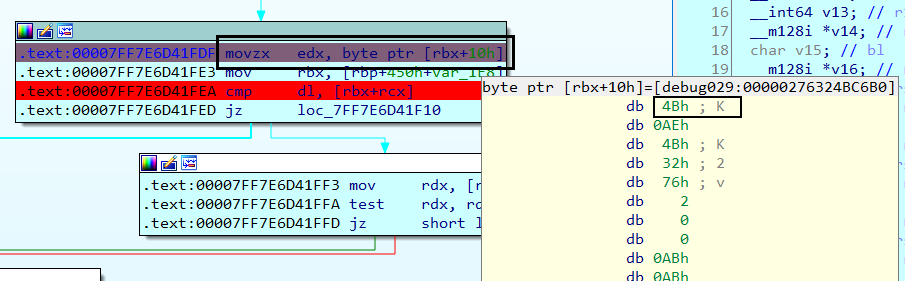 .text:00007FF7E6D41FDF movzx edx, byte ptr [rbx+10h]
.text:00007FF7E6D41FE3 mov rbx, [rbp+450h+var_1E8]
.text:00007FF7E6D41FEA cmp dl, [rbx+rcx]
.text:00007FF7E6D41FED jz loc_7FF7E6D41F10
.text:00007FF7E6D41FF3 mov rdx, [r
.text:00007FF7E6D41FFA test rdx, rd
.text:00007FF7E6D41FFD jz short l
16 __int64 v13; // r
17 __m128i *v14; //
18 char v15; // bl
19 __m128i *v16; //
byte ptr [rbx+10h]=[debug029:00000276324BC6B0]
db 4Bh ; K
db 0AEh
db 4Bh ; K
db 32h ; 2
db 76h ; v
db 2
db 0
db 0
db 0ABh
db 0ABh